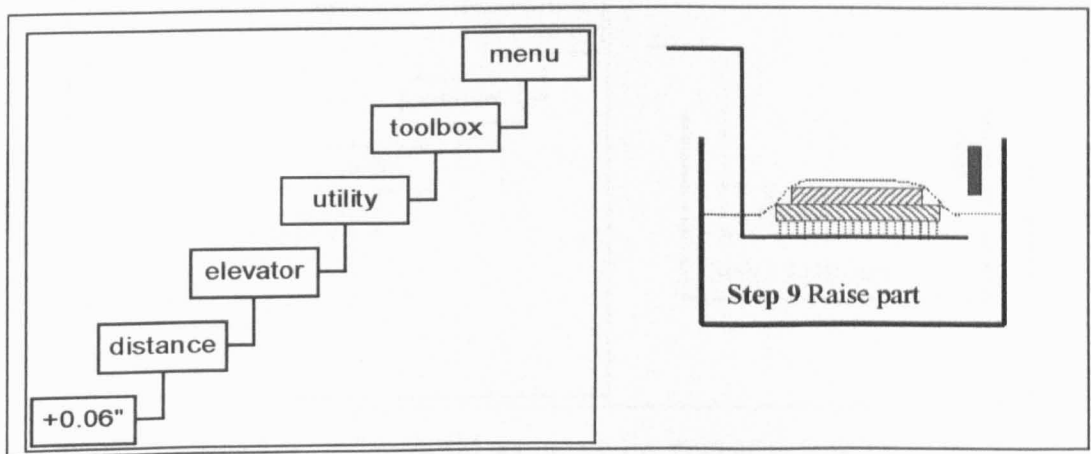 menu
toolbox
utility
elevator
distance
+0.06"
Step 9 Raise part